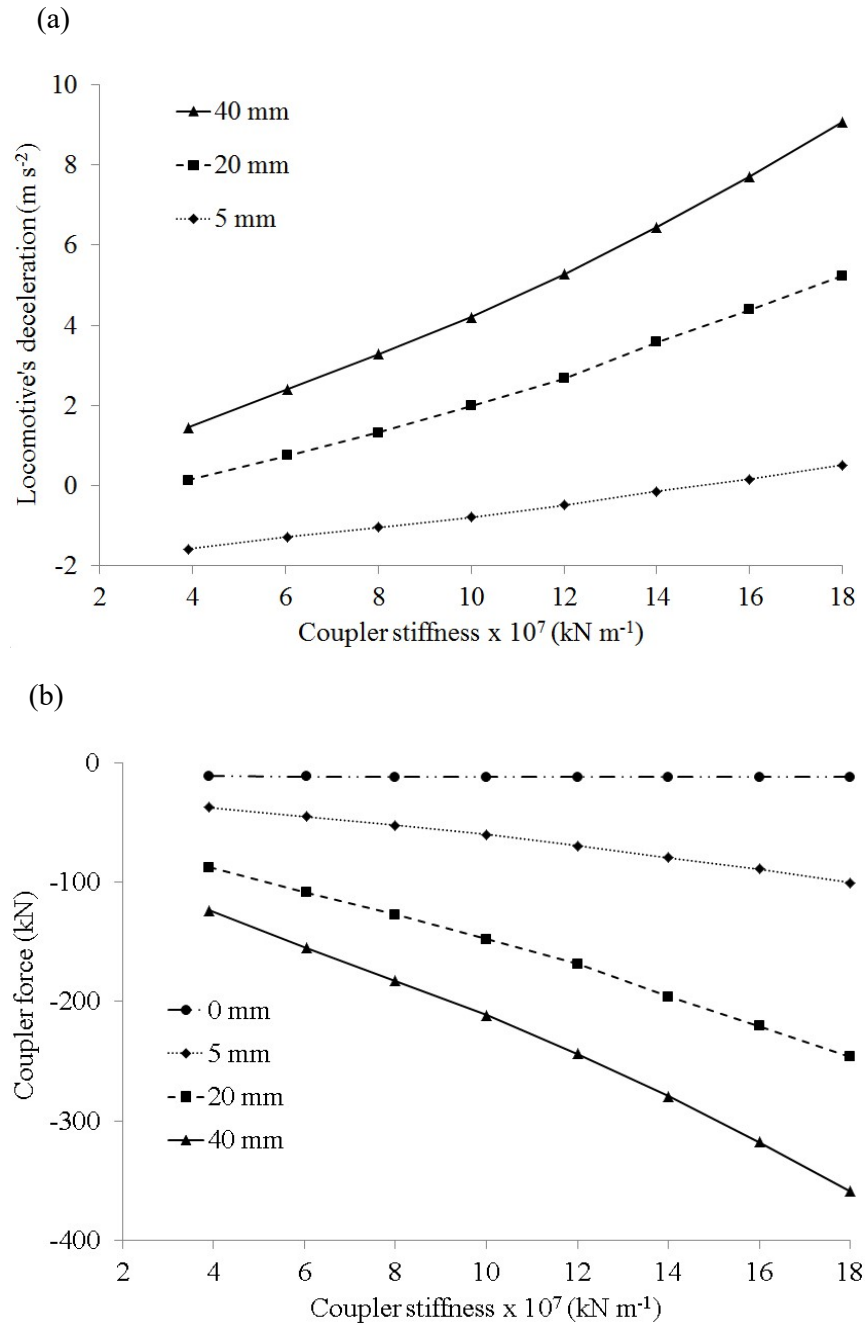 (a)
10
8
6
4
2
0
-2
Locomotive's deceleration (m s⁻²)
40 mm
20 mm
5 mm
2 4 6 8 10 12 14 16 18
Coupler stiffness x 10⁷ (kN m⁻¹)
(b)
0
-100
-200
-300
-400
Coupler force (kN)
0 mm
5 mm
20 mm
40 mm
2 4 6 8 10 12 14 16 18
Coupler stiffness x 10⁷ (kN m⁻¹)